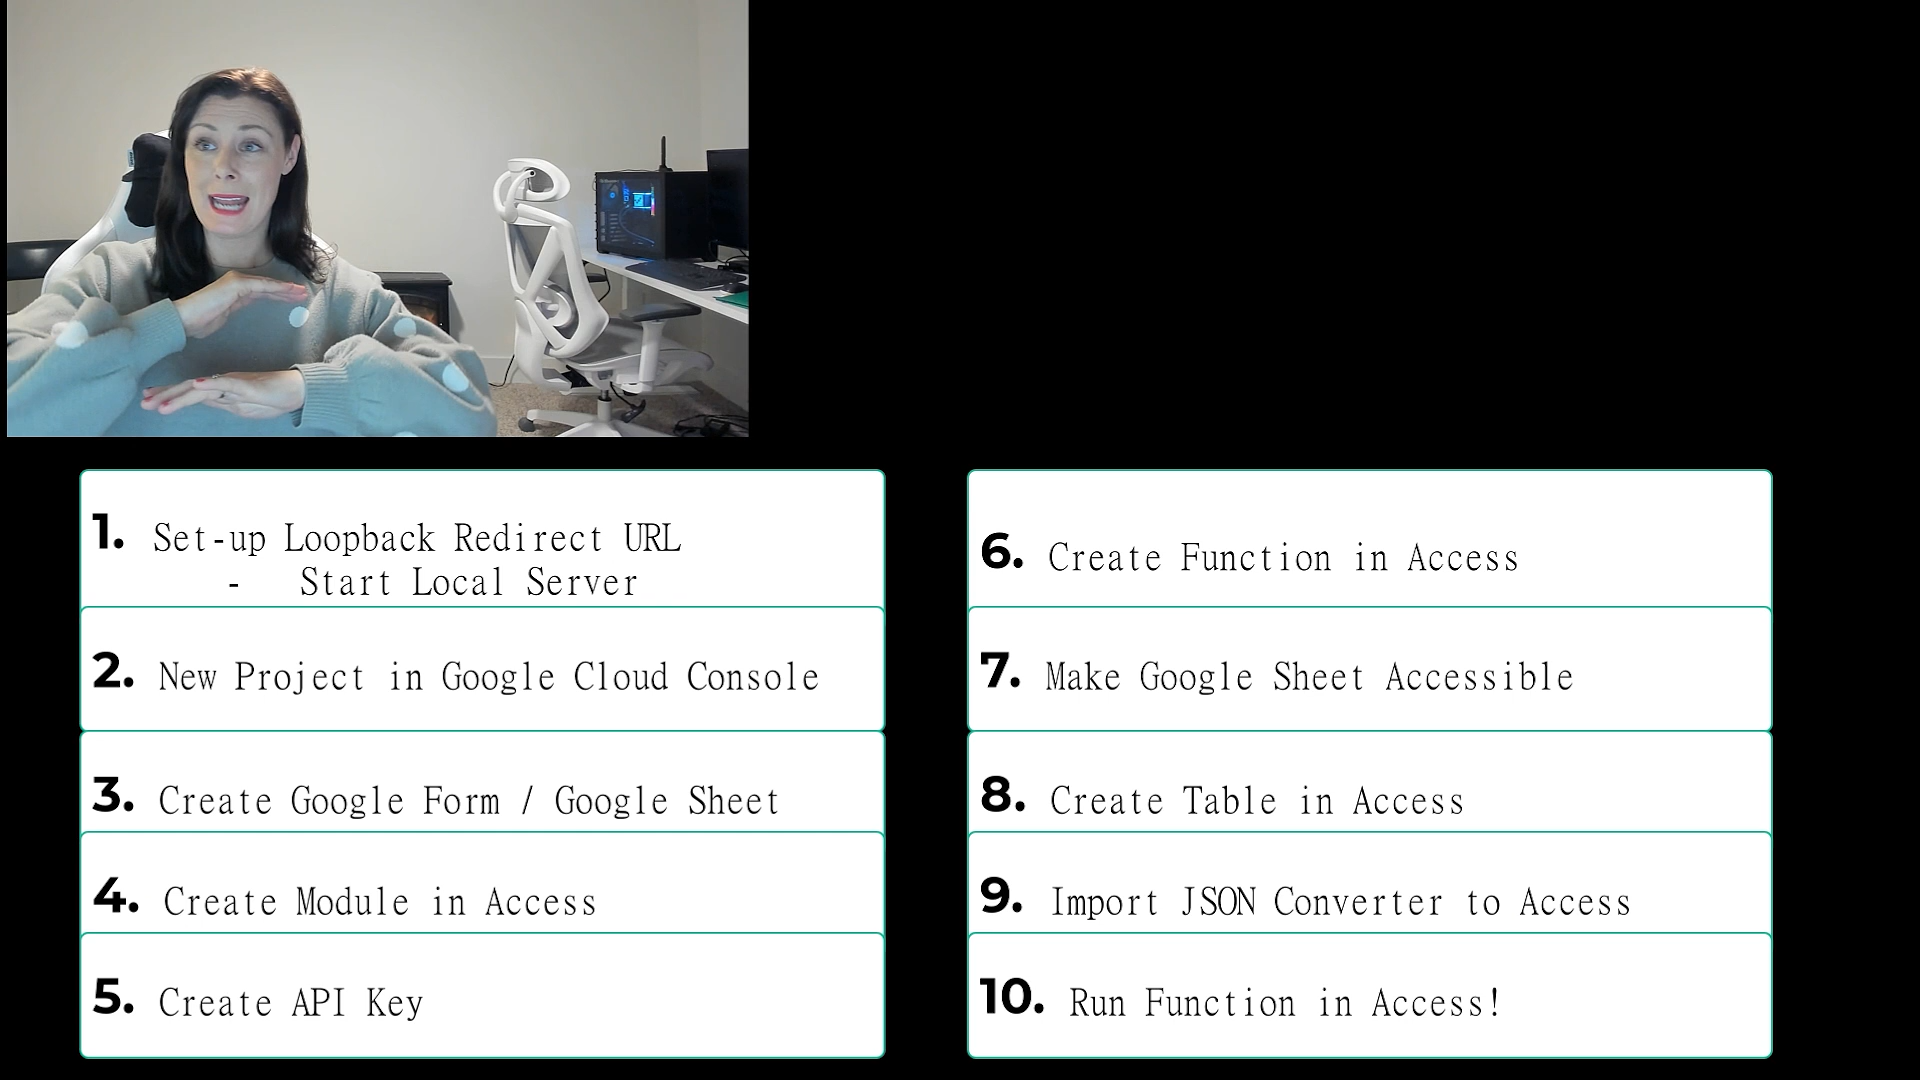 1. Set-up Loopback Redirect URL
- Start Local Server
2. New Project in Google Cloud Console
3. Create Google Form / Google Sheet
4. Create Module in Access
5. Create API Key
6. Create Function in Access
7. Make Google Sheet Accessible
8. Create Table in Access
9. Import JSON Converter to Access
10. Run Function in Access!